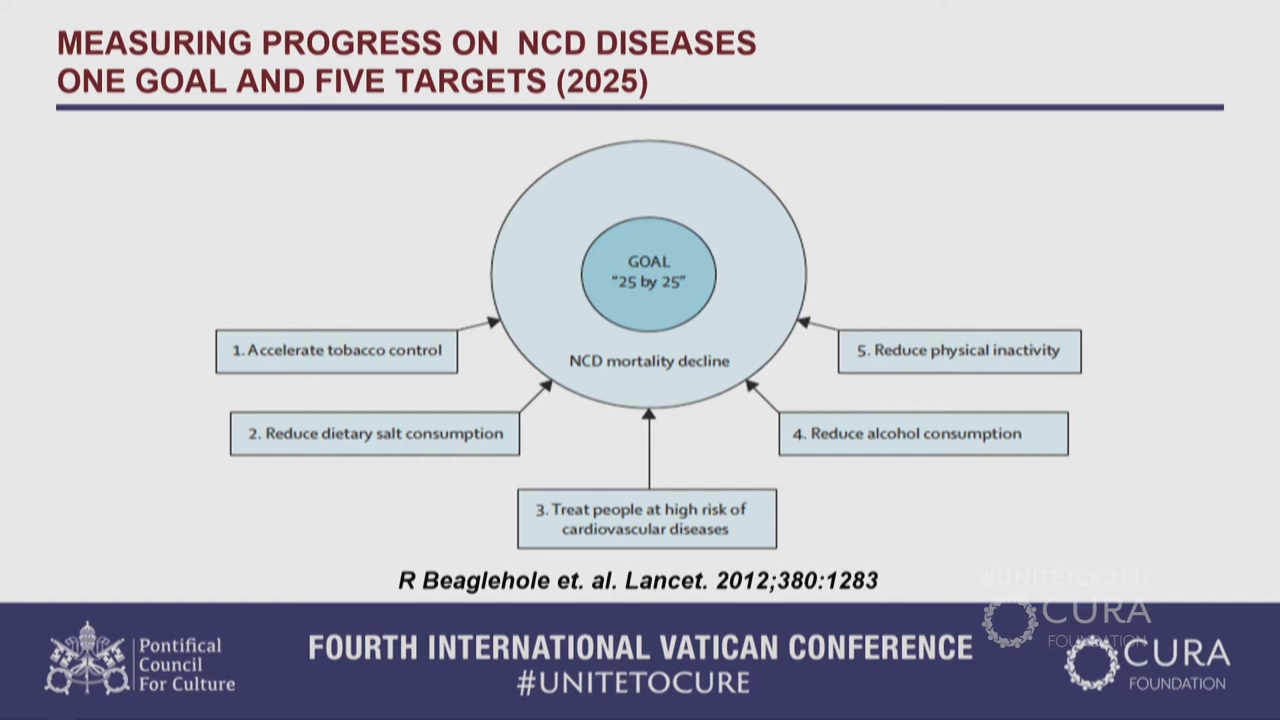 MEASURING PROGRESS ON NCD DISEASES
ONE GOAL AND FIVE TARGETS (2025)
GOAL
"25 by 25"
NCD mortality decline
1. Accelerate tobacco control
5. Reduce physical inactivity
2. Reduce dietary salt consumption
4. Reduce alcohol consumption
3. Treat people at high risk of
cardiovascular diseases
R Beaglehole et. al. Lancet. 2012;380:1283
#UNITETOCURE
CURA
FOUNDATION
Pontifical
Council
For Culture
FOURTH INTERNATIONAL VATICAN CONFERENCE
#UNITETOCURE
CURA
FOUNDATION